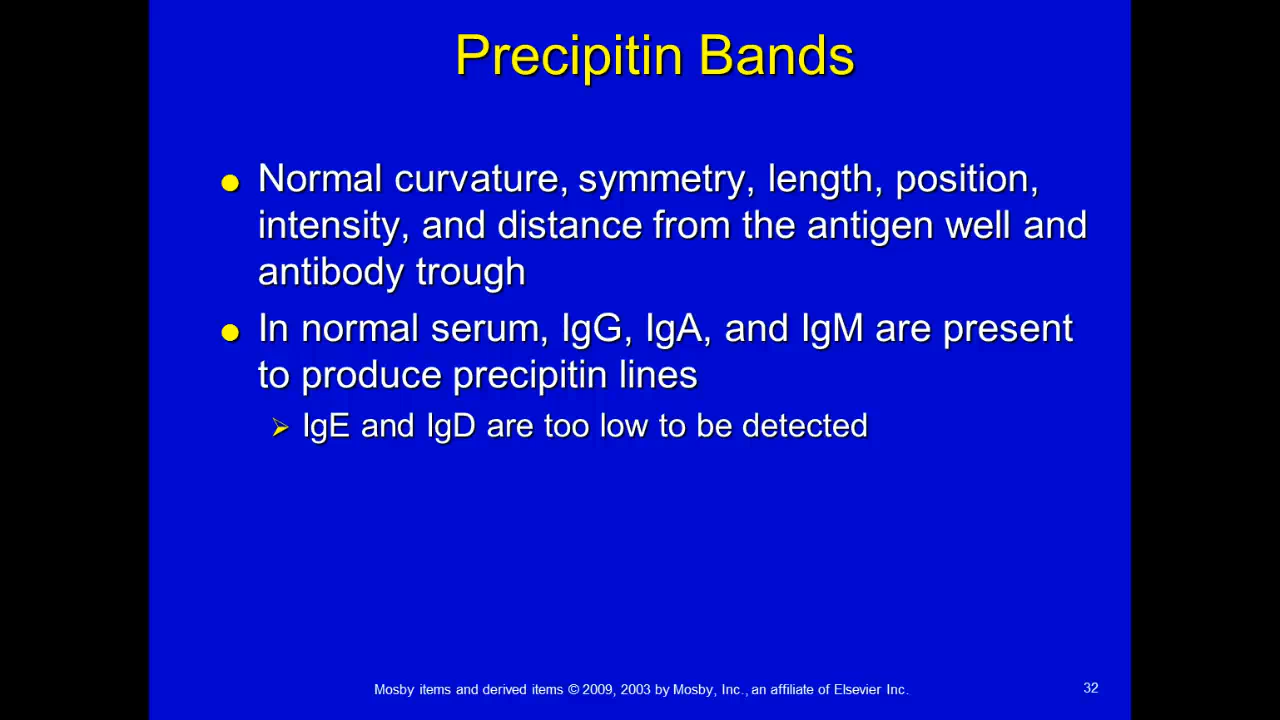 Precipitin Bands
Normal curvature, symmetry, length, position,
intensity, and distance from the antigen well and
antibody trough
In normal serum, IgG, IgA, and IgM are present
to produce precipitin lines
IgE and IgD are too low to be detected
Mosby items and derived items © 2009, 2003 by Mosby, Inc., an affiliate of Elsevier Inc.
32